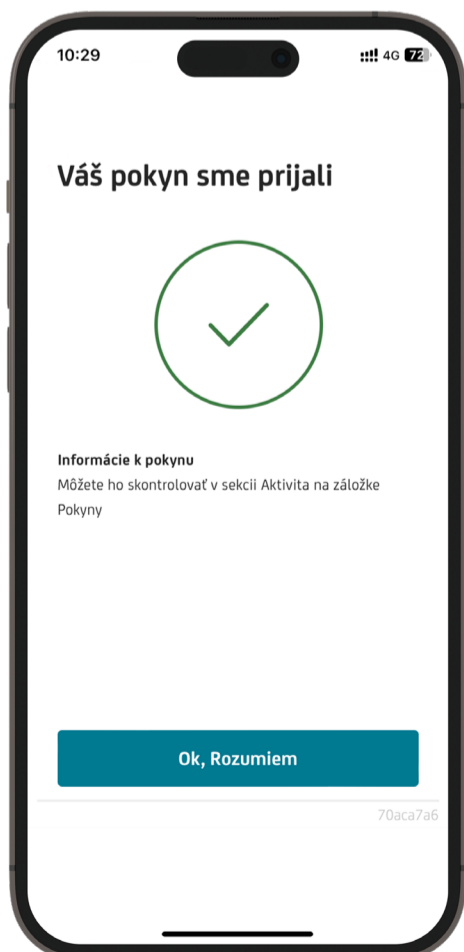 10:29
4G 72
Váš pokyn sme prijali
Informácie k pokynu
Môžete ho skontrolovať v sekcii Aktivita na záložke
Pokyny
Ok, Rozumiem
70aca7a6